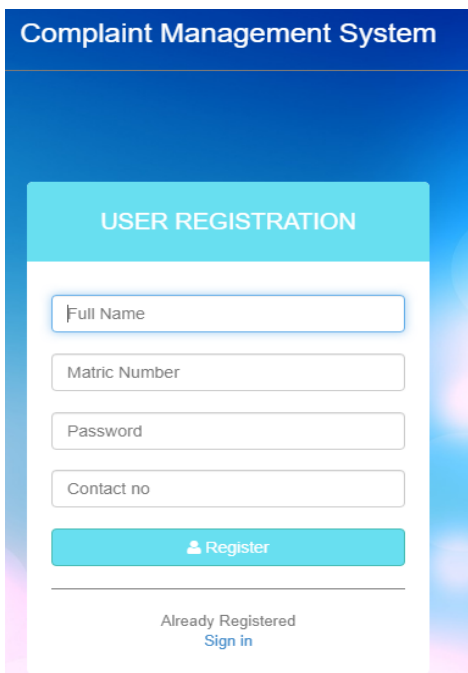 Complaint Management System
USER REGISTRATION
Full Name
Matric Number
Password
Contact no
Register
Already Registered
Sign in